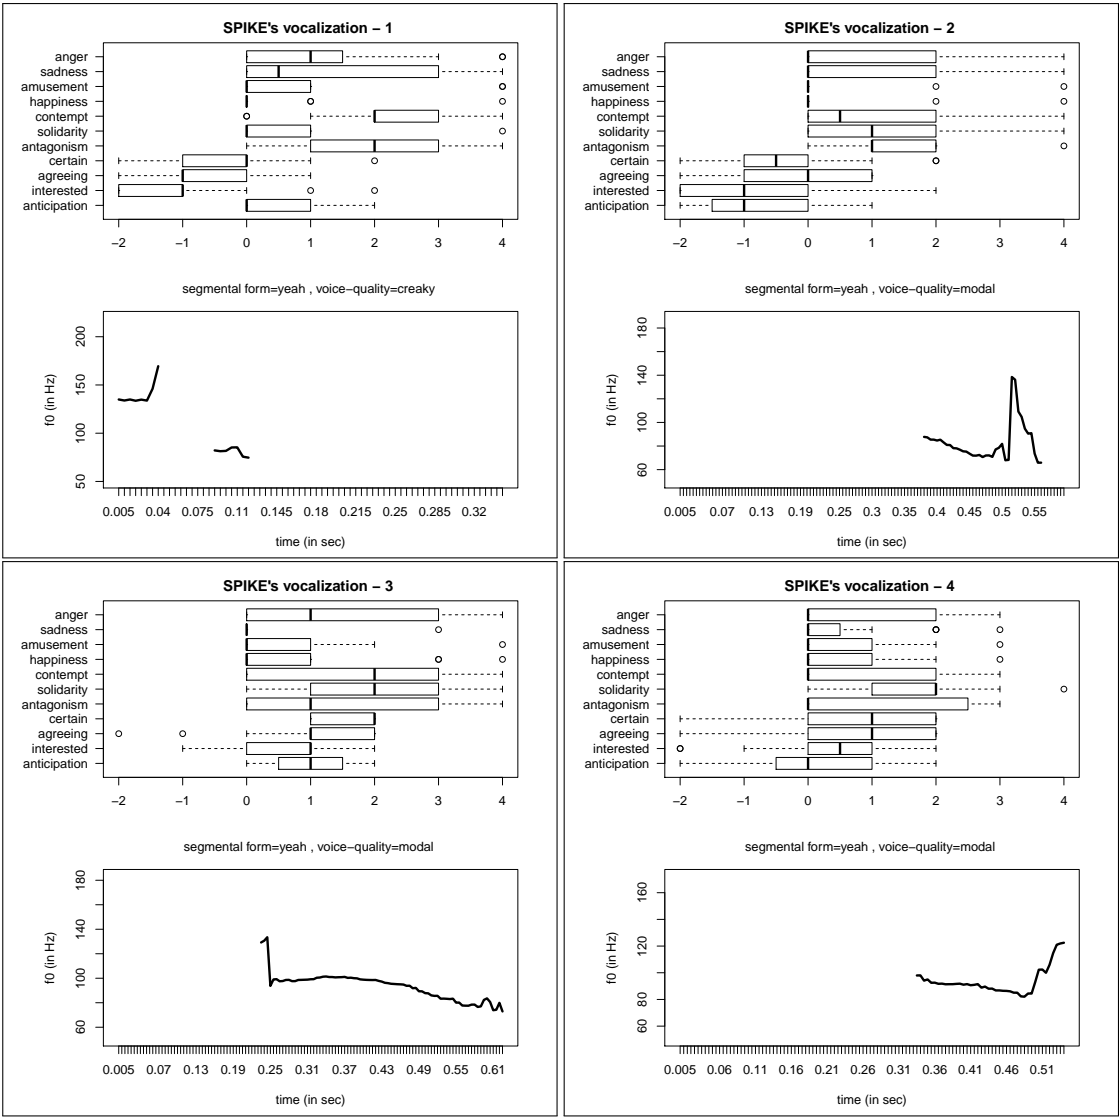 SPIKE's vocalization − 1
anger
sadness
amusement
happiness
contempt
solidarity
antagonism
certain
agreeing
interested
anticipation
−2 −1 0 1 2 3 4
segmental form=yeah , voice−quality=creaky
200
150
100
50
f0 (in Hz)
0.005 0.04 0.075 0.11 0.145 0.18 0.215 0.25 0.285 0.32
time (in sec)
SPIKE's vocalization − 2
anger
sadness
amusement
happiness
contempt
solidarity
antagonism
certain
agreeing
interested
anticipation
−2 −1 0 1 2 3 4
segmental form=yeah , voice−quality=modal
180
140
100
60
f0 (in Hz)
0.005 0.07 0.13 0.19 0.25 0.3 0.35 0.4 0.45 0.5 0.55
time (in sec)
SPIKE's vocalization − 3
anger
sadness
amusement
happiness
contempt
solidarity
antagonism
certain
agreeing
interested
anticipation
−2 −1 0 1 2 3 4
segmental form=yeah , voice−quality=modal
180
140
100
60
f0 (in Hz)
0.005 0.07 0.13 0.19 0.25 0.31 0.37 0.43 0.49 0.55 0.61
time (in sec)
SPIKE's vocalization − 4
anger
sadness
amusement
happiness
contempt
solidarity
antagonism
certain
agreeing
interested
anticipation
−2 −1 0 1 2 3 4
segmental form=yeah , voice−quality=modal
160
120
80
60
f0 (in Hz)
0.005 0.06 0.11 0.16 0.21 0.26 0.31 0.36 0.41 0.46 0.51
time (in sec)